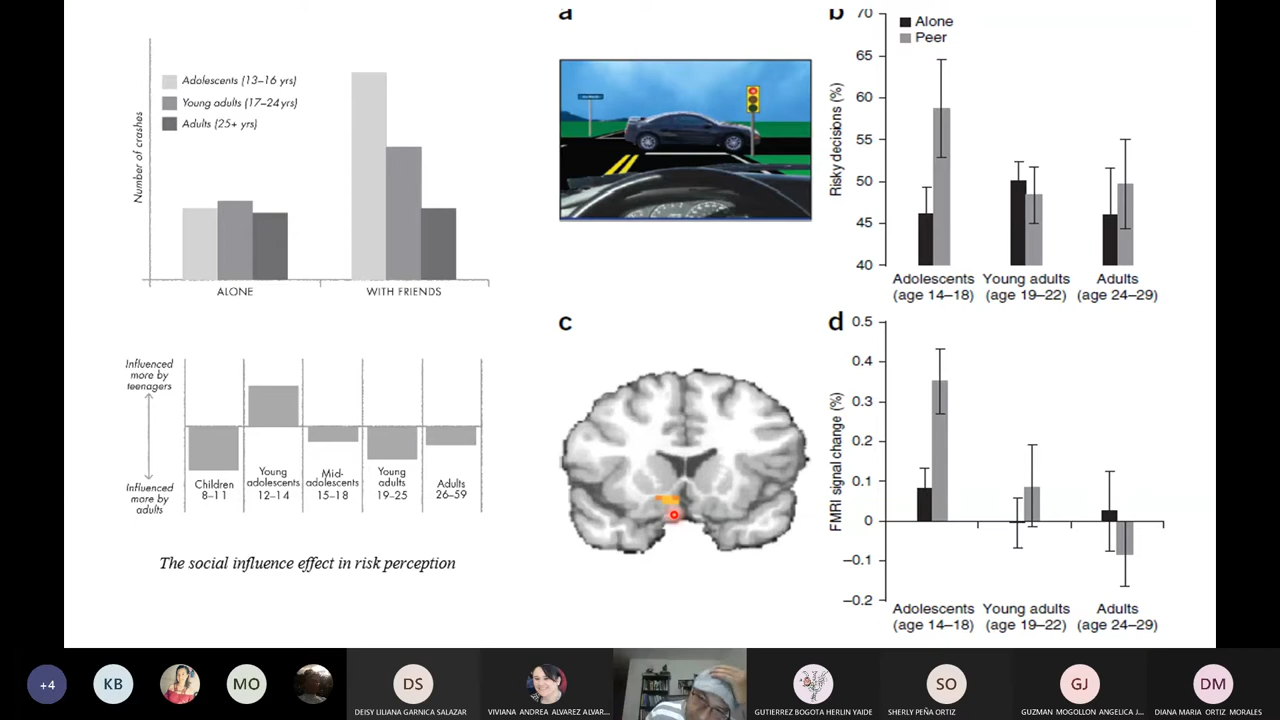 Adolescents (13–16 yrs)
Young adults (17–24 yrs)
Adults (25+ yrs)
Number of crashes
ALONE
WITH FRIENDS
Influenced
more by
teenagers
Influenced
more by
adults
Children
8–11
Young
adolescents
12–14
Mid-
adolescents
15–18
Young
adults
19–25
Adults
26–59
The social influence effect in risk perception
a
b
Alone
Peer
Risky decisions (%)
70
65
60
55
50
45
40
Adolescents
(age 14–18)
Young adults
(age 19–22)
Adults
(age 24–29)
c
d
FMRI signal change (%)
0.5
0.4
0.3
0.2
0.1
0
–0.1
–0.2
Adolescents
(age 14–18)
Young adults
(age 19–22)
Adults
(age 24–29)
+4
KB
MO
DS
DEISY LILIANA GARNICA SALAZAR
VIVIANA ANDREA ALVAREZ ALVAR...
GUTIERREZ BOGOTA HERLIN YAIDE
SO
SHERLY PEÑA ORTIZ
GJ
GUZMAN MOGOLLON ANGELICA J...
DM
DIANA MARIA ORTIZ MORALES